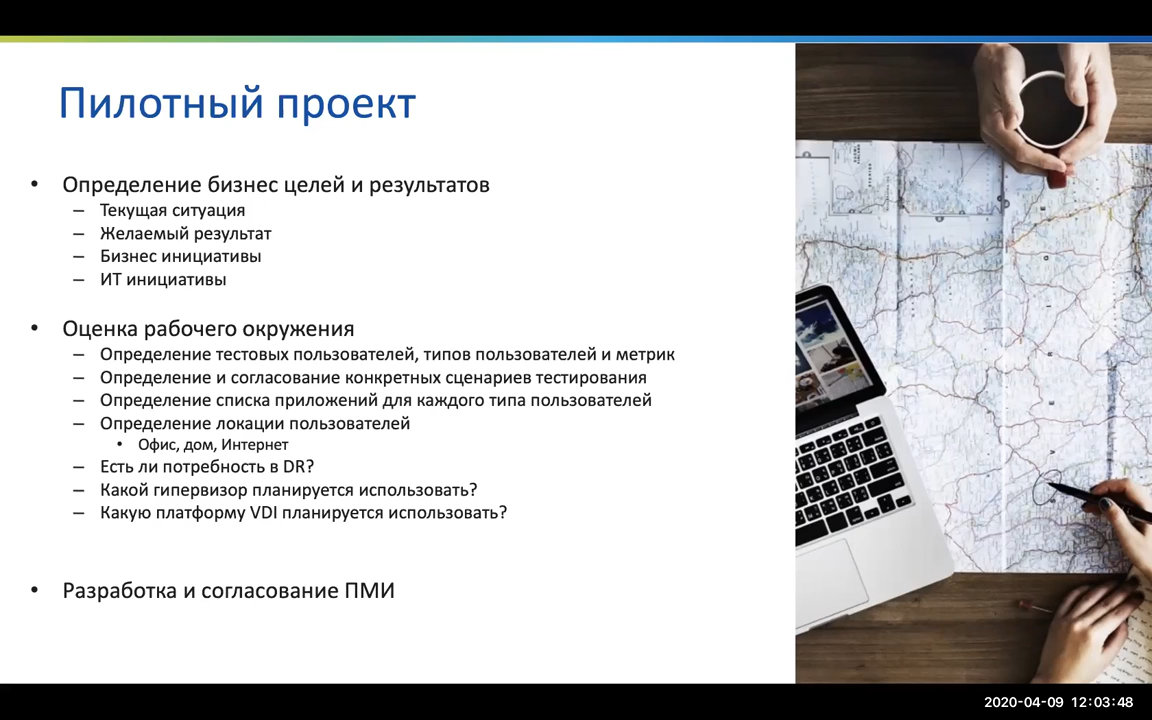 Пилотный проект
• Определение бизнес целей и результатов
– Текущая ситуация
– Желаемый результат
– Бизнес инициативы
– ИТ инициативы
• Оценка рабочего окружения
– Определение тестовых пользователей, типов пользователей и метрик
– Определение и согласование конкретных сценариев тестирования
– Определение списка приложений для каждого типа пользователей
– Определение локации пользователей
• Офис, дом, Интернет
– Есть ли потребность в DR?
– Какой гипервизор планируется использовать?
– Какую платформу VDI планируется использовать?
• Разработка и согласование ПМИ
2020-04-09 12:03:48